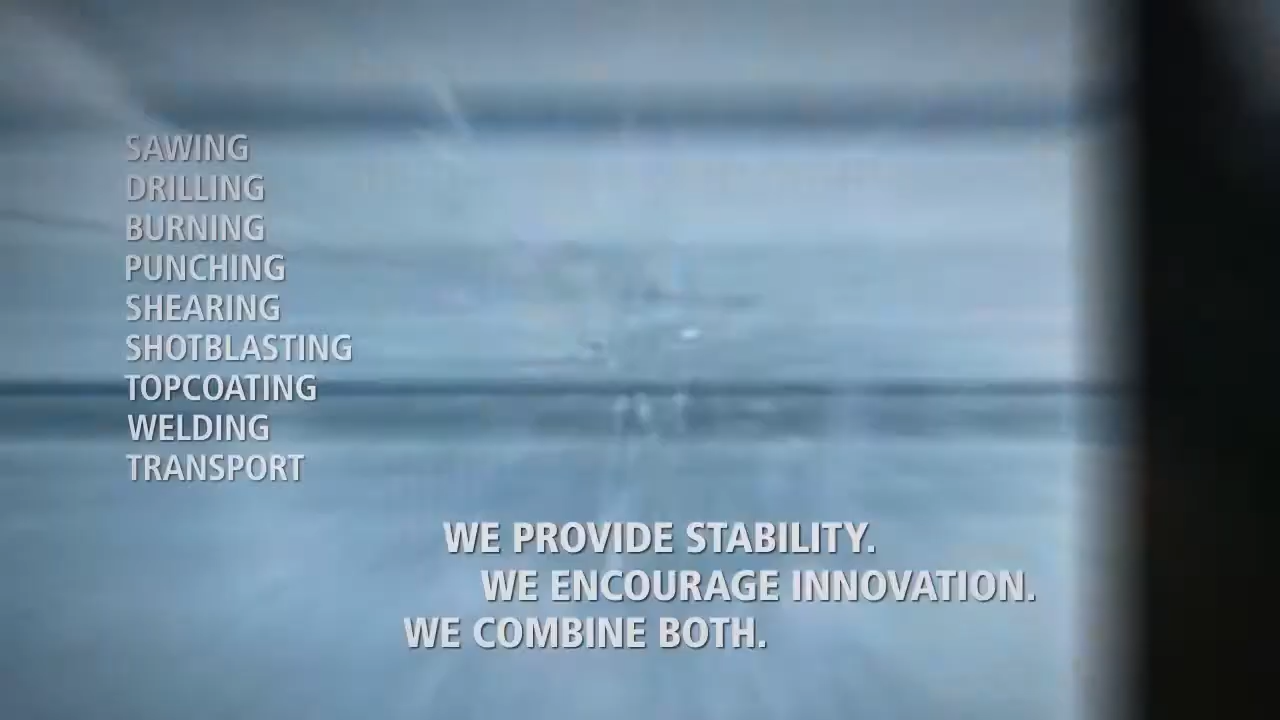 SAWING
DRILLING
BURNING
PUNCHING
SHEARING
SHOTBLASTING
TOPCOATING
WELDING
TRANSPORT
WE PROVIDE STABILITY.
WE ENCOURAGE INNOVATION.
WE COMBINE BOTH.